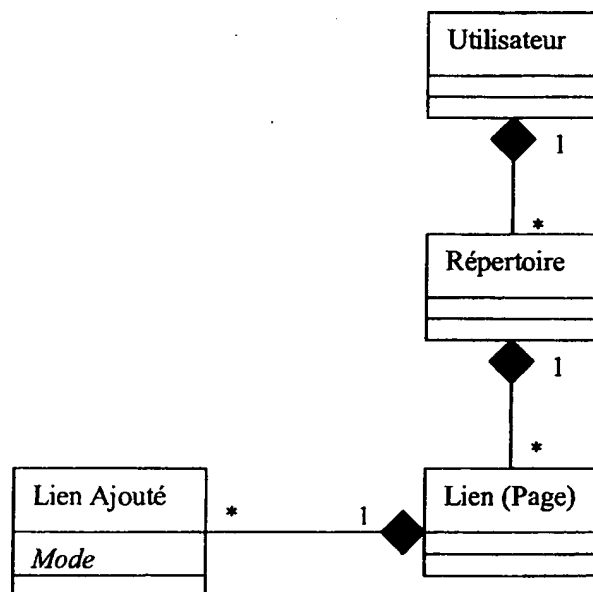 Utilisateur
1
*
Répertoire
1
*
Lien Ajouté
*
1
Lien (Page)
Mode